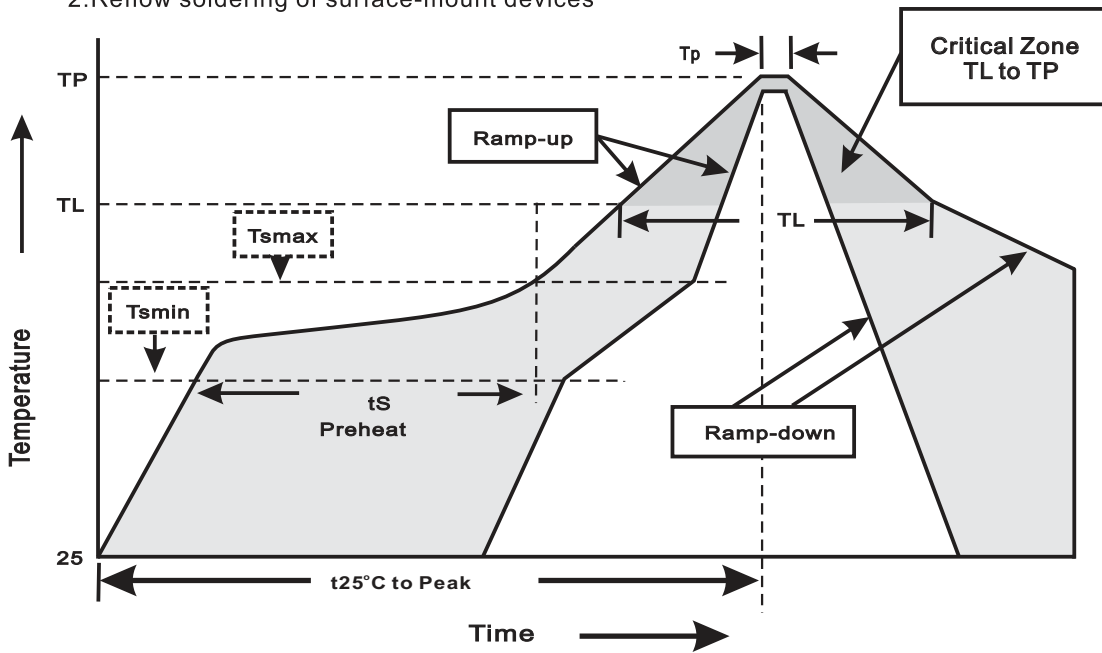 2.Reflow soldering of surface-mount devices
Tp
Critical Zone
TL to TP
TP
Ramp-up
TL
TL
Tsmax
Tsmin
tS
Preheat
Ramp-down
Temperature
25
t25°C to Peak
Time